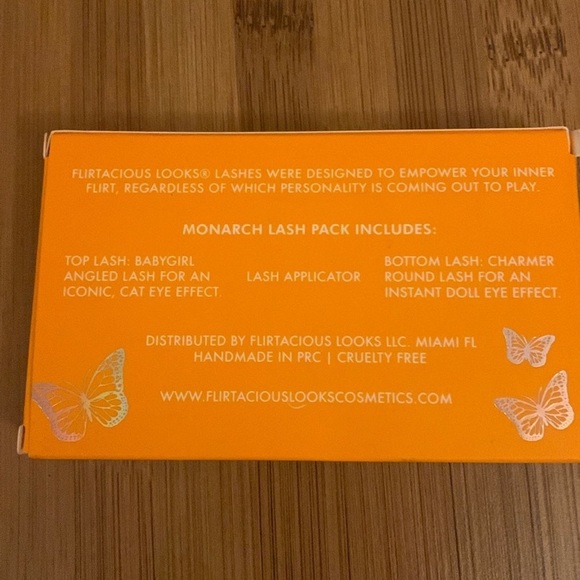 FLIRTACIOUS LOOKS® LASHES WERE DESIGNED TO EMPOWER YOUR INNER
FLIRT, REGARDLESS OF WHICH PERSONALITY IS COMING OUT TO PLAY.
MONARCH LASH PACK INCLUDES:
TOP LASH: BABYGIRL
ANGLED LASH FOR AN
ICONIC, CAT EYE EFFECT.
LASH APPLICATOR
BOTTOM LASH: CHARMER
ROUND LASH FOR AN
INSTANT DOLL EYE EFFECT.
DISTRIBUTED BY FLIRTACIOUS LOOKS LLC. MIAMI FL
HANDMADE IN PRC | CRUELTY FREE
WWW.FLIRTACIOUSLOOKSCOSMETICS.COM